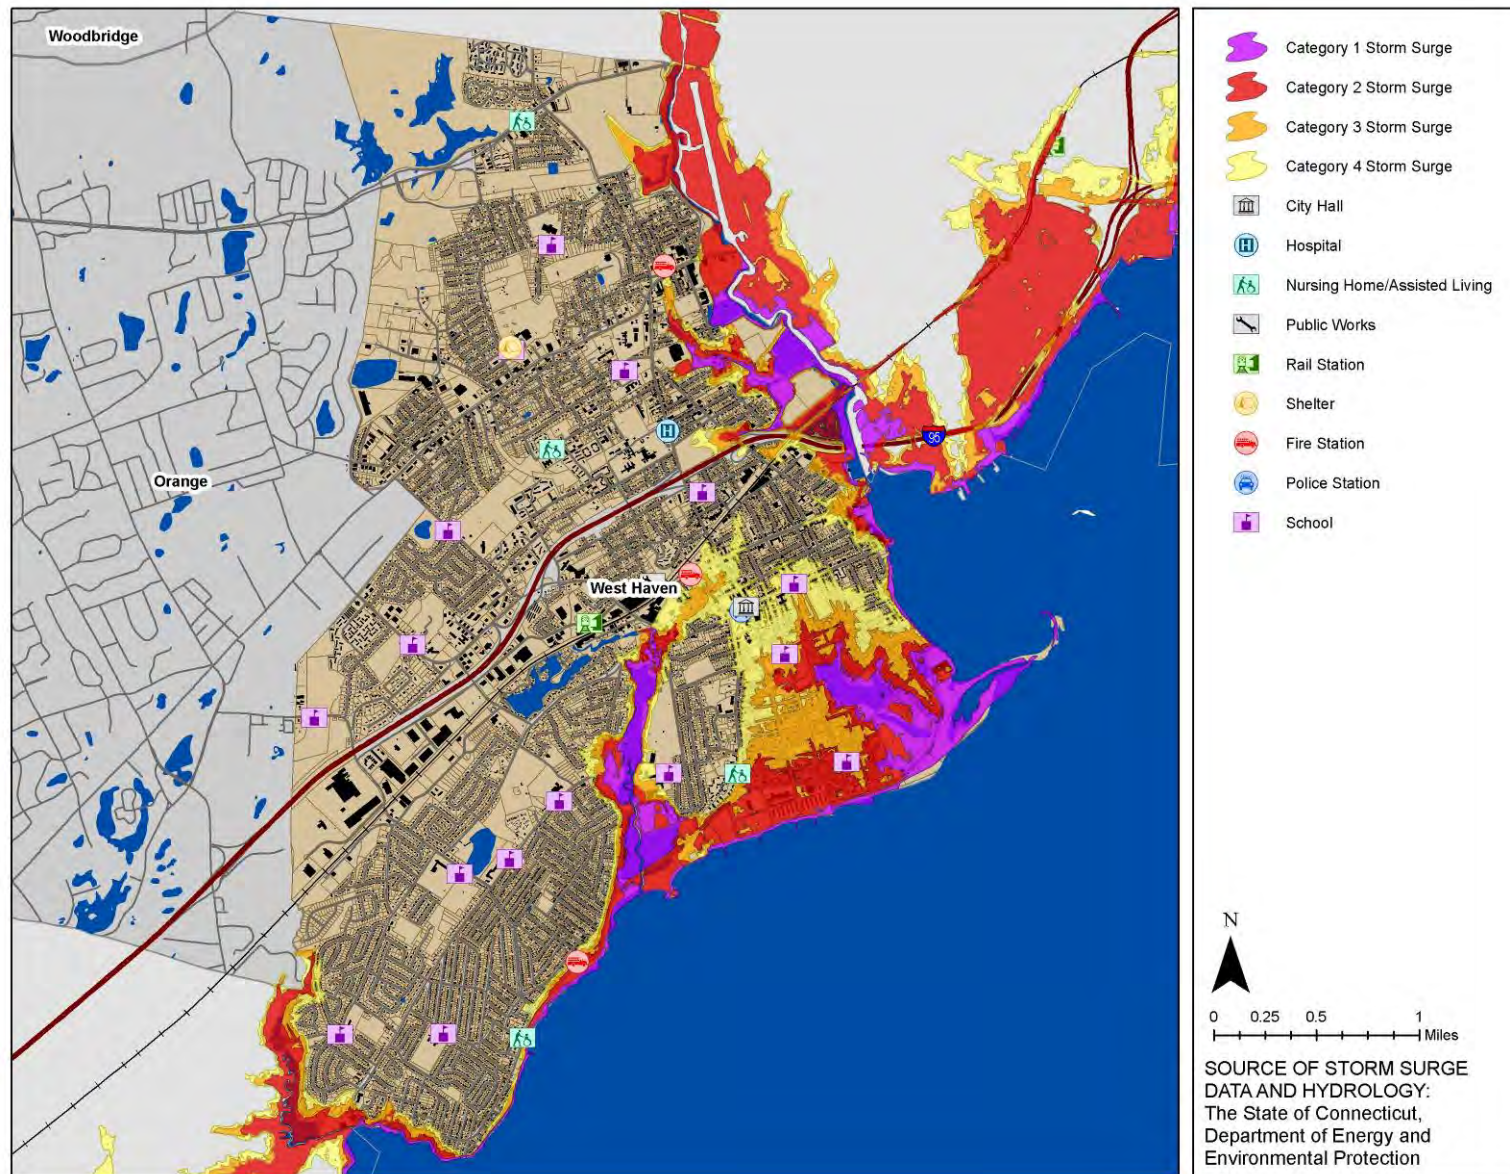 Woodbridge
Orange
West Haven
95
Category 1 Storm Surge
Category 2 Storm Surge
Category 3 Storm Surge
Category 4 Storm Surge
City Hall
H
Hospital
Nursing Home/Assisted Living
Public Works
Rail Station
Shelter
Fire Station
Police Station
School
N
0 0.25 0.5 1
Miles
SOURCE OF STORM SURGE
DATA AND HYDROLOGY:
The State of Connecticut,
Department of Energy and
Environmental Protection